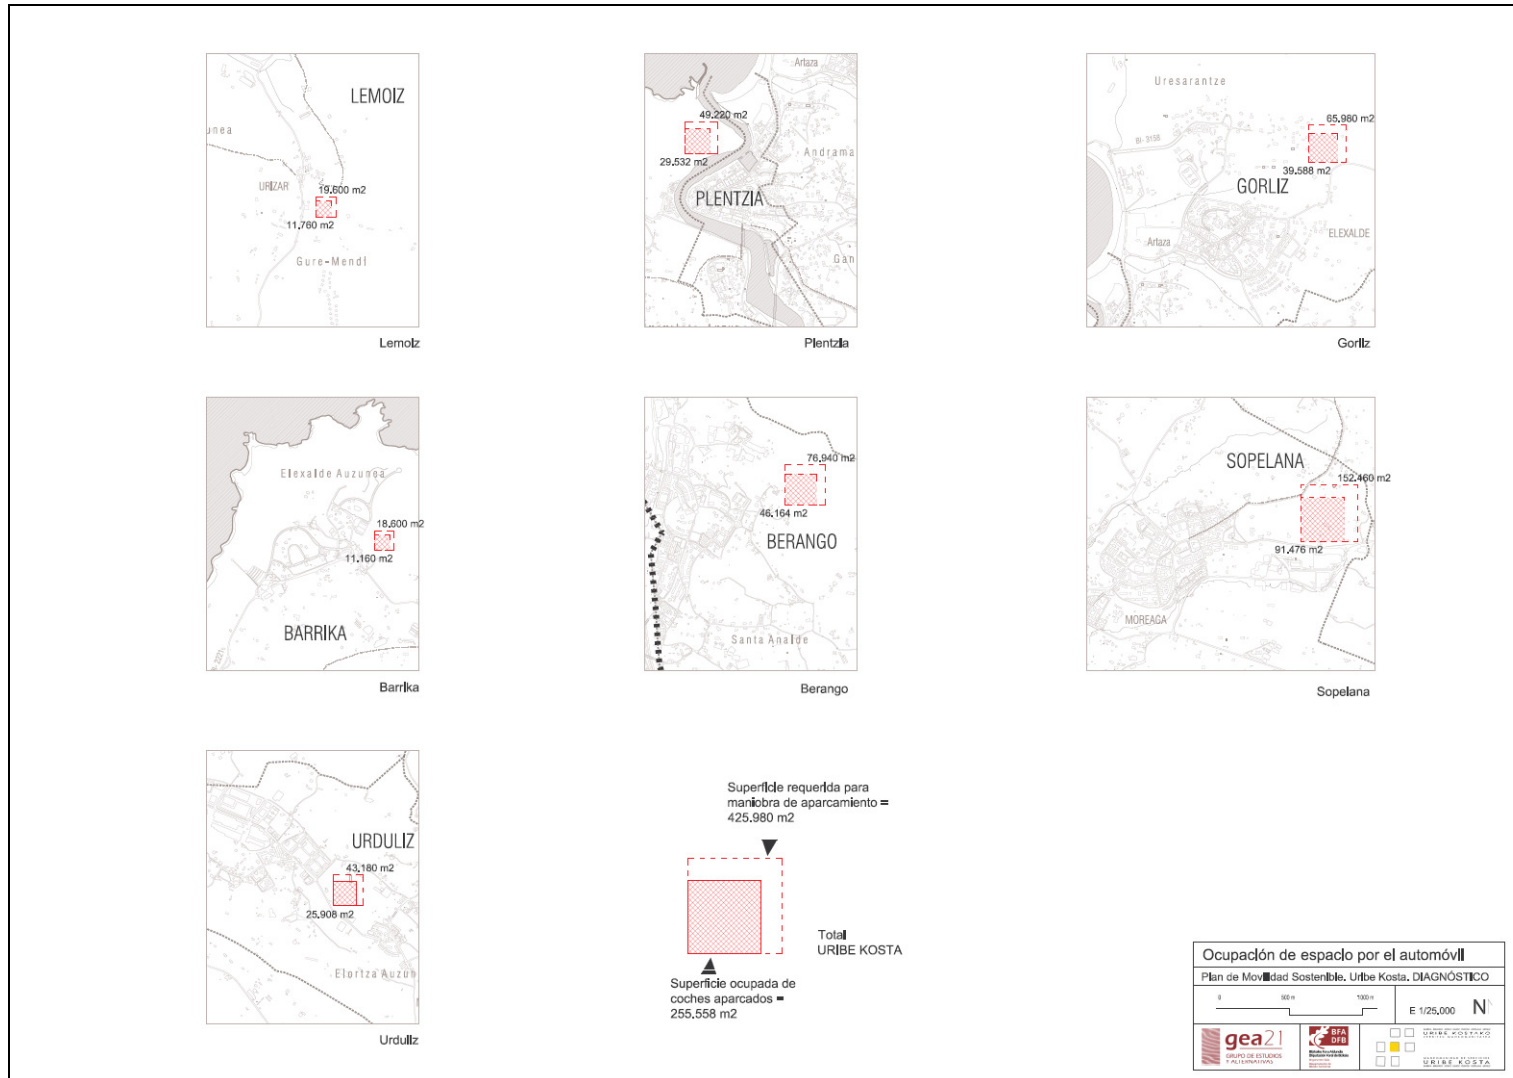 LEMOIZ
unea
URIZAR
19.600 m2
11.760 m2
Gure-Mendi
Lemoiz
Artaza
49.220 m2
Andrama
29.532 m2
PLENTZIA
Gan
Plentzia
Uresarantze
65.980 m2
BI-3158
39.588 m2
GORLIZ
ELEXALDE
Artaza
Gorliz
Elexalde Auzunea
18.600 m2
11.160 m2
BARRIKA
Barrika
76.940 m2
46.164 m2
BERANGO
Santa Analde
Berango
SOPELANA
152.460 m2
91.476 m2
MOREAGA
Sopelana
URDULIZ
43.180 m2
25.908 m2
Elortza Auzun
Urduliz
Superficie requerida para
maniobra de aparcamiento =
425.980 m2
Total
URIBE KOSTA
Superficie ocupada de
coches aparcados =
255.558 m2
Ocupación de espacio por el automóvil
Plan de Movilidad Sostenible. Uribe Kosta. DIAGNÓSTICO
0 500 m 1000 m
E 1/25.000 N
gea21
GRUPO DE ESTUDIOS
Y ALTERNATIVAS
BFA
DFB
URIBE KOSTAKO
URIBE KOSTA